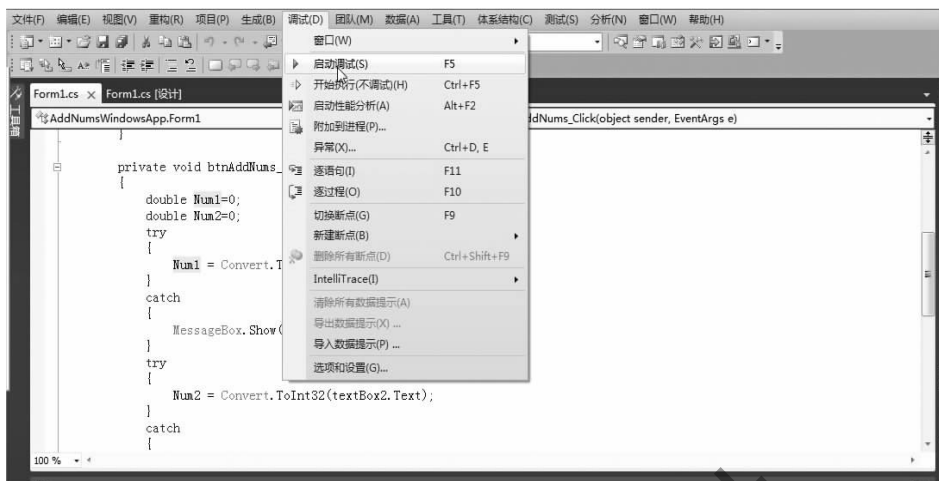 文件(F) 编辑(E) 视图(V) 重构(R) 项目(P) 生成(B) 调试(D) 团队(M) 数据(A) 工具(T) 体系结构(C) 测试(S) 分析(N) 窗口(W) 帮助(H)
窗口(W)
启动调试(S) F5
开始执行(不调试)(H) Ctrl+F5
启动性能分析(A) Alt+F2
附加到进程(P)...
异常(X)... Ctrl+D, E
逐语句(I) F11
逐过程(O) F10
切换断点(G) F9
新建断点(B)
删除所有断点(D) Ctrl+Shift+F9
IntelliTrace(I)
清除所有数据提示(A)
导出数据提示(X) ...
导入数据提示(P) ...
选项和设置(G)...
工具箱
Form1.cs × Form1.cs [设计]
AddNumsWindowsApp.Form1 ddNums_Click(object sender, EventArgs e)
}
private void btnAddNums_
{
double Num1=0;
double Num2=0;
try
{
Num1 = Convert.T
}
catch
{
MessageBox.Show(
}
try
{
Num2 = Convert.ToInt32(textBox2.Text);
}
catch
{
100 %